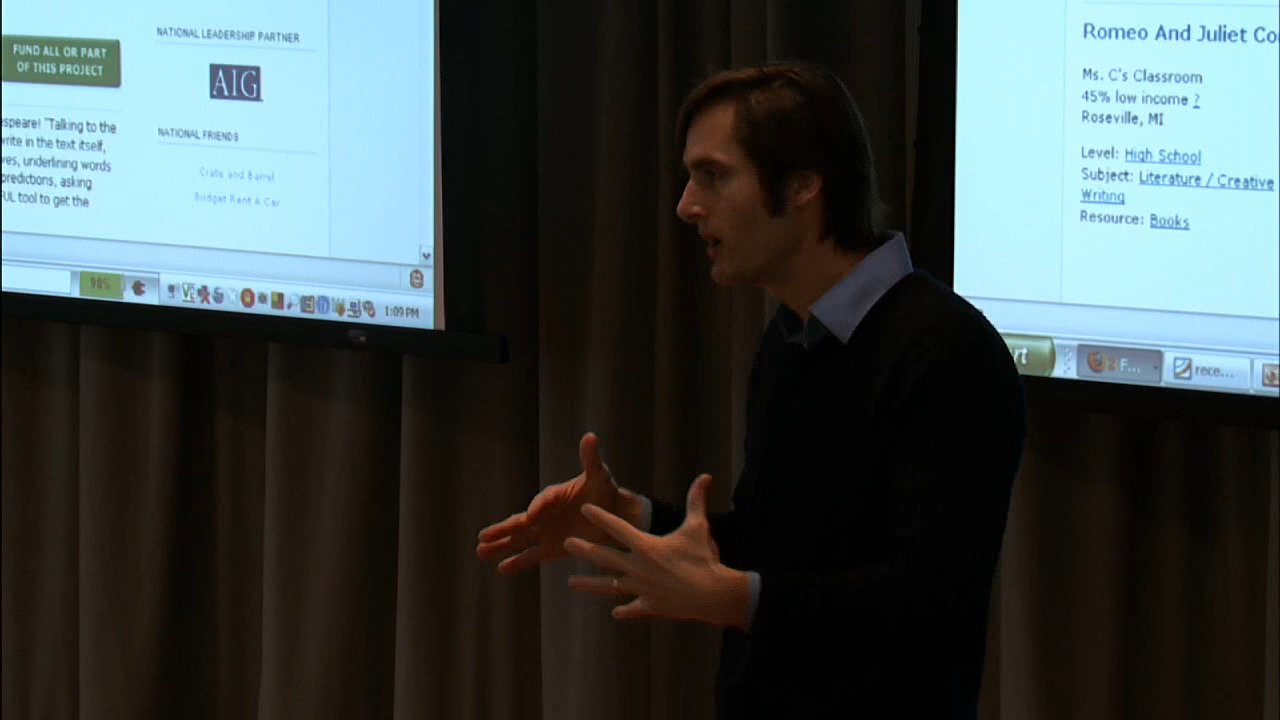 FUND ALL OR PART
OF THIS PROJECT
NATIONAL LEADERSHIP PARTNER
AIG
NATIONAL FRIENDS
Crate and Barrel
Budget Rent A Car
speare! "Talking to the
write in the text itself,
ves, underlining words
predictions, asking
FUL tool to get the
98%
1:09 PM
Romeo And Juliet Co
Ms. C's Classroom
45% low income ?
Roseville, MI
Level: High School
Subject: Literature / Creative
Writing
Resource: Books
rt
2 F...
rece...